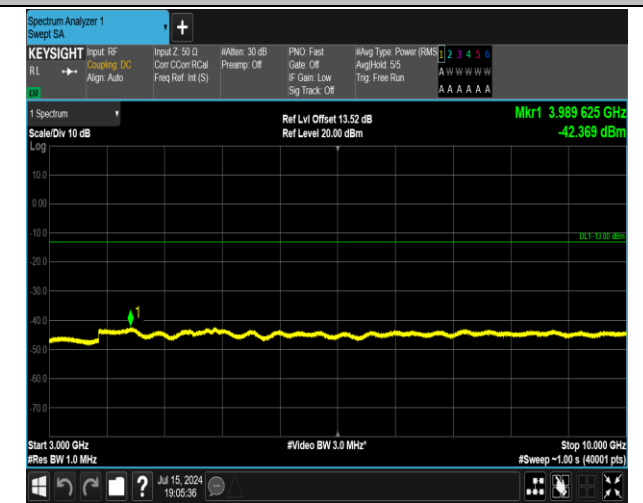 Spectrum Analyzer 1
Swept SA
+
KEYSIGHT
RL
Input: RF
Coupling: DC
Align: Auto
Input Z: 50 Ω
Corr CCorr RCal
Freq Ref: Int (S)
#Atten: 30 dB
Preamp: Off
PNO: Fast
Gate: Off
IF Gain: Low
Sig Track: Off
#Avg Type: Power (RMS
Avg|Hold: 5/5
Trig: Free Run
1 2 3 4 5 6
A W W W W W
A A A A A A
1 Spectrum
Scale/Div 10 dB
Ref Lvl Offset 13.52 dB
Ref Level 20.00 dBm
Mkr1 3.989 625 GHz
-42.369 dBm
Log
10.0
0.00
-10.0
DL1 -13.00 dBm
-20.0
-30.0
1
-40.0
-50.0
-60.0
-70.0
Start 3.000 GHz
#Res BW 1.0 MHz
#Video BW 3.0 MHz*
Stop 10.000 GHz
#Sweep ~1.00 s (40001 pts)
?
Jul 15, 2024
19:05:36